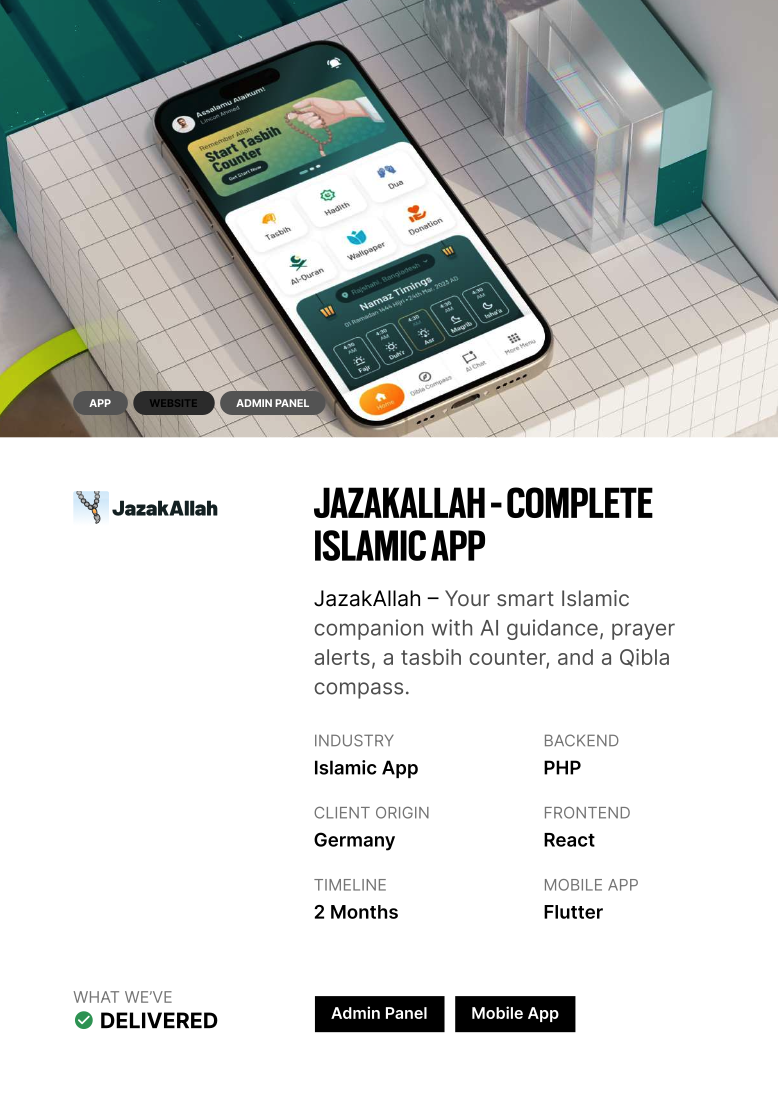 Assalamu Alaikum!
Limcon Ahmed
Remember Allah
Start Tasbih
Counter
Get Start Now
Tasbih
Hadith
Dua
Al-Quran
Wallpaper
Donation
Rajshahi, Bangladesh
Namaz Timings
01 Ramadan 1444 Hijri • 24th Mar, 2023 AD
4:30 4:30 4:30 4:30 4:30
AM AM AM AM AM
Fajr Duh'r Asr Magrib Isha'a
Home Qibla Compass AI Chat More Menu
APP WEBSITE ADMIN PANEL
JazakAllah
JAZAKALLAH - COMPLETE
ISLAMIC APP
JazakAllah – Your smart Islamic
companion with AI guidance, prayer
alerts, a tasbih counter, and a Qibla
compass.
INDUSTRY BACKEND
Islamic App PHP
CLIENT ORIGIN FRONTEND
Germany React
TIMELINE MOBILE APP
2 Months Flutter
WHAT WE'VE
DELIVERED
Admin Panel Mobile App